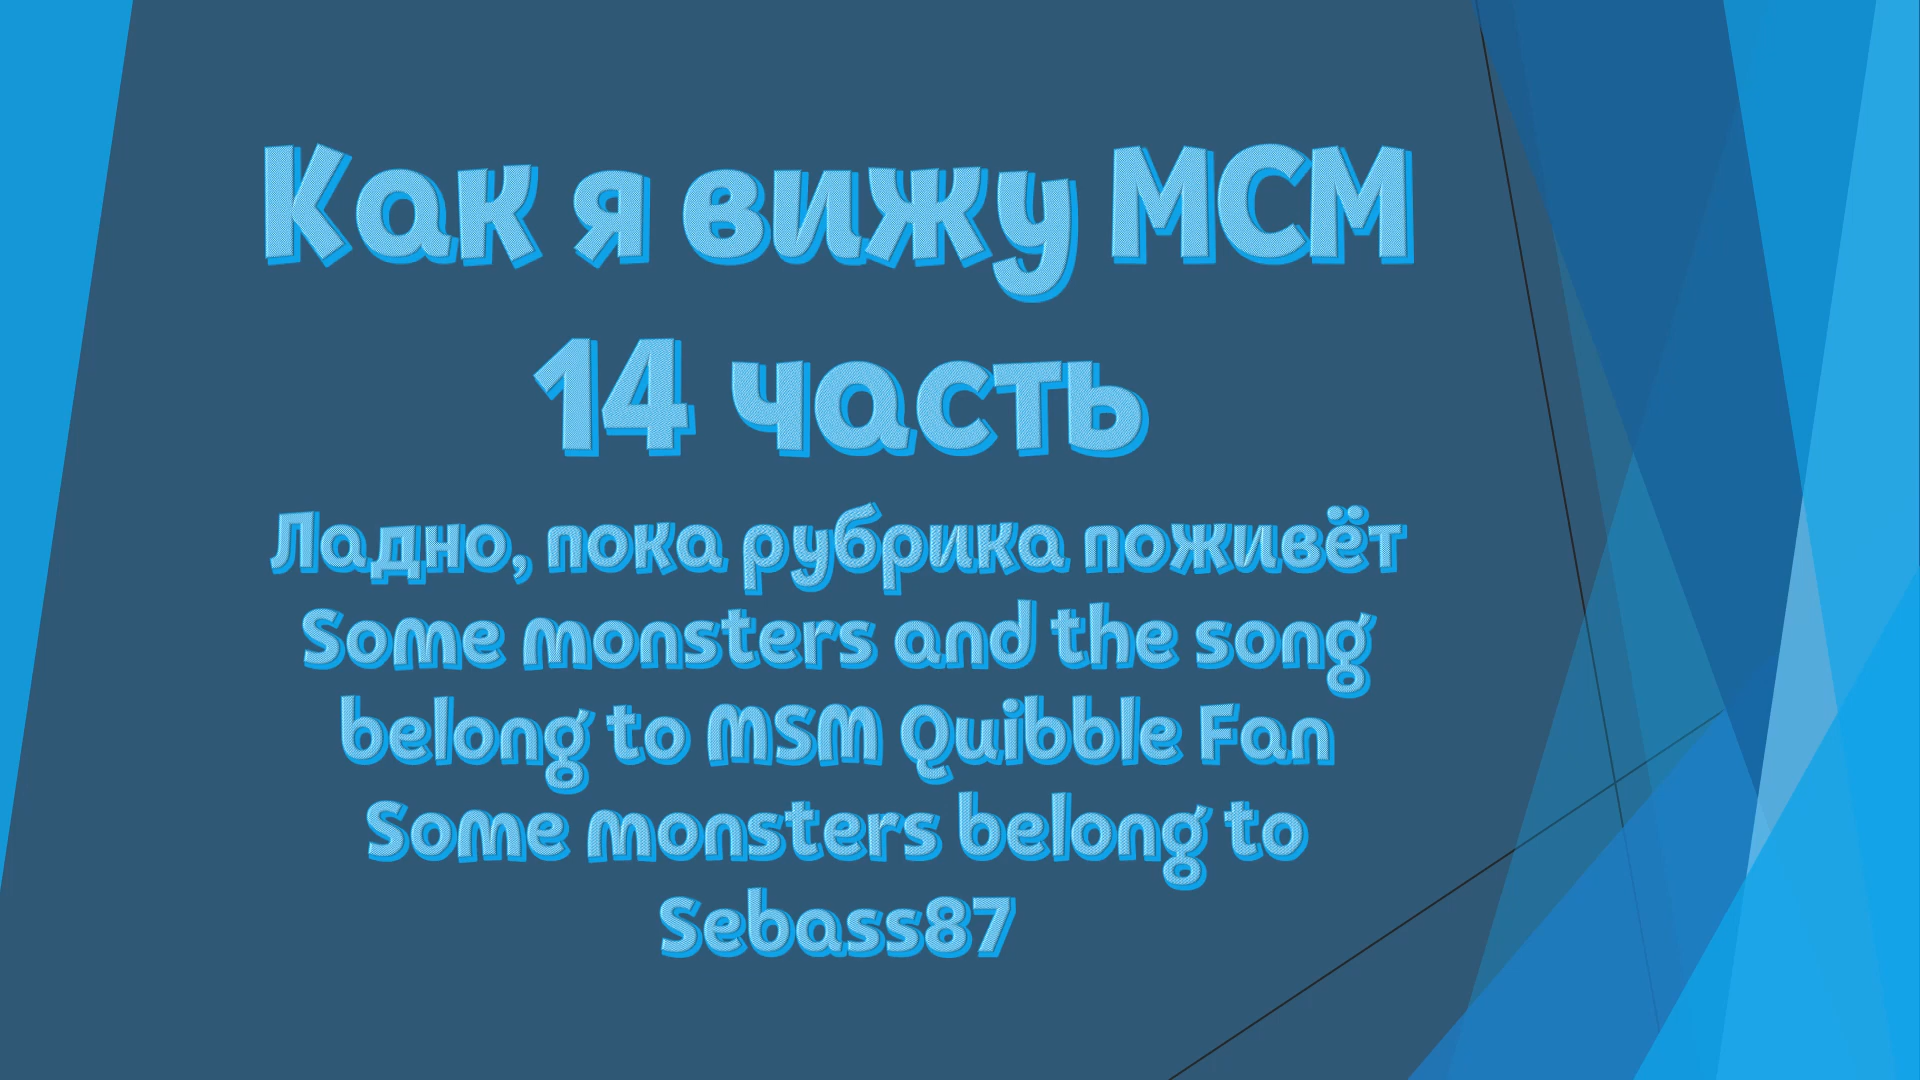 Как я вижу МСМ
14 часть
Ладно, пока рубрика поживёт
Some monsters and the song
belong to MSM Quibble Fan
Some monsters belong to
Sebass87